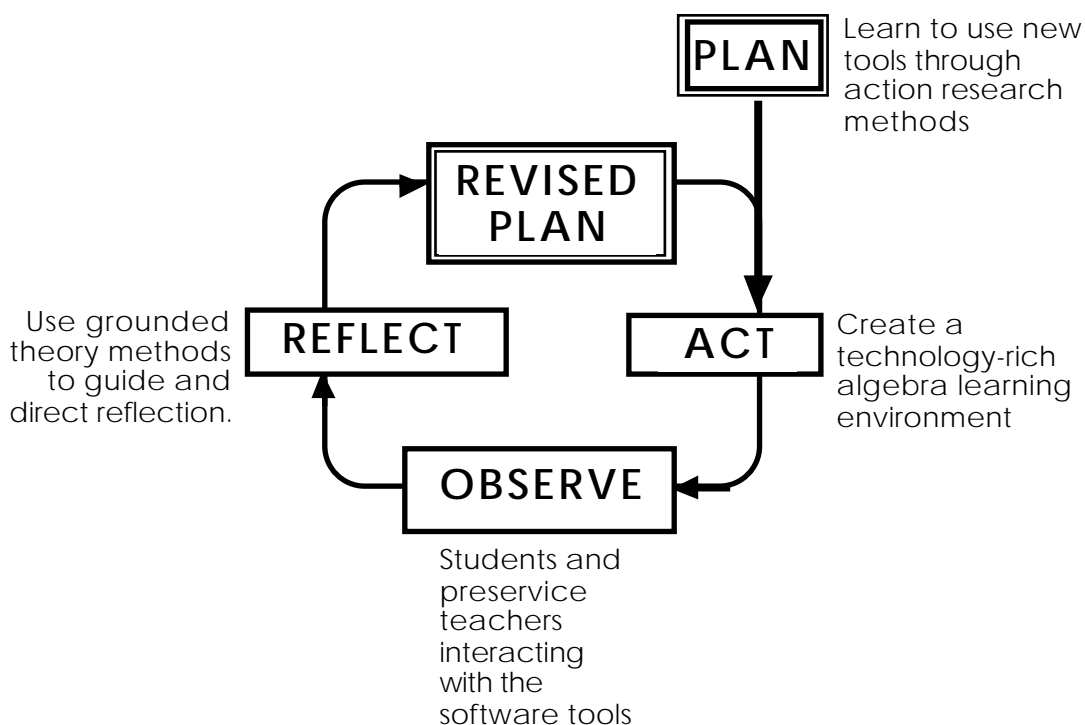 PLAN
Learn to use new
tools through
action research
methods
REVISED
PLAN
Use grounded
theory methods
to guide and
direct reflection.
REFLECT
ACT
Create a
technology-rich
algebra learning
environment
OBSERVE
Students and
preservice
teachers
interacting
with the
software tools